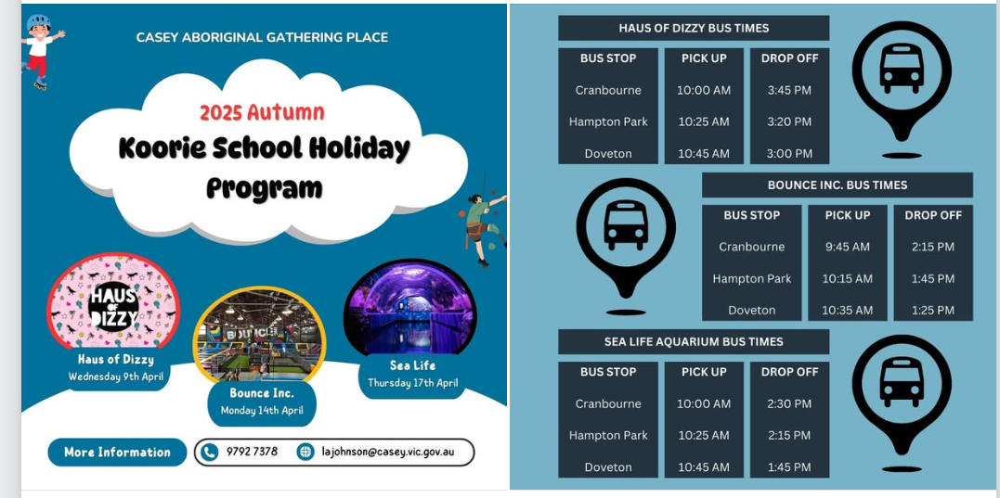 CASEY ABORIGINAL GATHERING PLACE
2025 Autumn
Koorie School Holiday
Program
HAUS
OF
DIZZY
Haus of Dizzy
Wednesday 9th April
BOUNCE
Bounce Inc.
Monday 14th April
Sea Life
Thursday 17th April
More Information
9792 7378
lajohnson@casey.vic.gov.au
HAUS OF DIZZY BUS TIMES
BUS STOP PICK UP DROP OFF
Cranbourne 10:00 AM 3:45 PM
Hampton Park 10:25 AM 3:20 PM
Doveton 10:45 AM 3:00 PM
BOUNCE INC. BUS TIMES
BUS STOP PICK UP DROP OFF
Cranbourne 9:45 AM 2:15 PM
Hampton Park 10:15 AM 1:45 PM
Doveton 10:35 AM 1:25 PM
SEA LIFE AQUARIUM BUS TIMES
BUS STOP PICK UP DROP OFF
Cranbourne 10:00 AM 2:30 PM
Hampton Park 10:25 AM 2:15 PM
Doveton 10:45 AM 1:45 PM